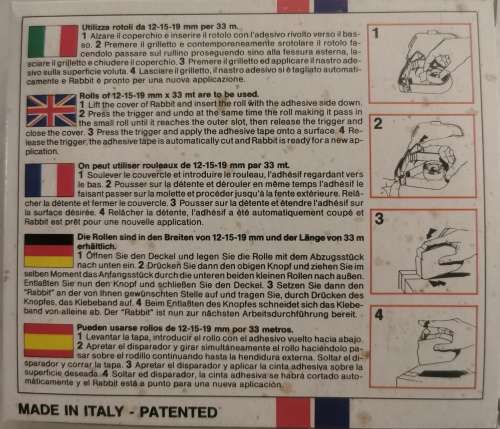 Utilizza rotoli da 12-15-19 mm per 33 m.
1 Alzare il coperchio e inserire il rotolo con l'adesivo rivolto verso il bas-
so. 2 Premere il grilletto e contemporaneamente srotolare il rotolo fa-
cendolo passare sul rullino proseguendo sino alla fessura esterna, la-
sciare il grilletto e chiudere il coperchio. 3 Premere il grilletto ed applicare il nastro ade-
sivo sulla superficie voluta. 4 Lasciare il grilletto, il nastro adesivo si è tagliato automati-
camente e Rabbit è pronto per una nuova applicazione.
Rolls of 12-15-19 mm x 33 mt are to be used.
1 Lift the cover of Rabbit and insert the roll with the adhesive side down.
2 Press the trigger and undo at the same time the roll making it pass in
the small roll until it reaches the outer slot, then release the trigger and
close the cover. 3 Press the trigger and apply the adhesive tape onto a surface. 4 Re-
lease the trigger, the adhesive tape is automatically cut and Rabbit is ready for a new ap-
plication.
On peut utiliser rouleaux de 12-15-19 mm par 33 mt.
1 Soulever le couvercle et introduire le rouleau, l'adhésif regardant vers
le bas. 2 Pousser sur la détente et dérouler en même temps l'adhésif le
faisant passer sur la molette et procéder jusqu'à la fente extérieure. Relâ-
cher la détente et fermer le couvercle. 3 Pousser sur la détente et étendre l'adhésif sur
la surface désirée. 4 Relâcher la détente, l'adhésif a été automatiquement coupé et
Rabbit est prêt pour une nouvelle application.
Die Rollen sind in den Breiten von 12-15-19 mm und der Länge von 33 m
erhältlich.
1 Öffnen Sie den Deckel und legen Sie die Rolle mit dem Abzugsstück
nach unten ein. 2 Drücken Sie dann den obigen Knopf und ziehen Sie im
selben Moment das Anfangsstück durch die unteren beiden kleinen Rollen nach außen.
Entlaßten Sie nun den Knopf und schließen Sie den Deckel. 3 Setzen Sie dann den
"Rabbit" an der von Ihnen gewünschten Stelle auf und tragen Sie, durch Drücken des
Knopfes, das Klebeband auf. 4 Beim Entlaßten des Knopfes schneidet sich das Klebe-
band von alleine ab. Der "Rabbit" ist nun zur nächsten Arbeitsdurchführung bereit.
Pueden usarse rollos de 12-15-19 mm por 33 metros.
1 Levantar la tapa, introducir el rollo con el adhesivo vuelto hacia abajo.
2 Apretar el disparador y girar simultáneamente el rollo haciéndolo pa-
sar sobre el rodillo continuando hasta la hendidura externa. Soltar el di-
sparador y corrar la tapa. 3 Apretar el disparador y aplicar la cinta adhesiva sobre la
superficie deseada. 4 Soltar el disparador, la cinta adhesiva se habrá cortado auto-
máticamente y el Rabbit está a punto para una nueva aplicación.
MADE IN ITALY - PATENTED
1
2
3
4